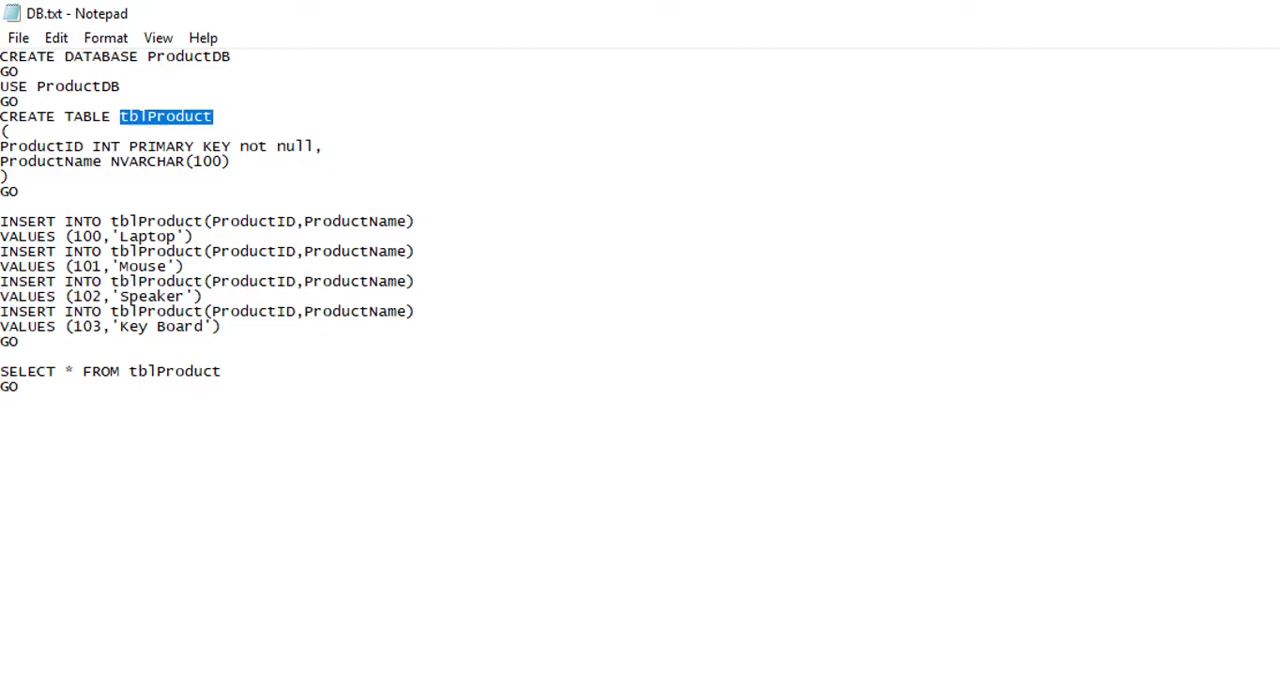 DB.txt - Notepad
File Edit Format View Help
CREATE DATABASE ProductDB
GO
USE ProductDB
GO
CREATE TABLE tblProduct
(
ProductID INT PRIMARY KEY not null,
ProductName NVARCHAR(100)
)
GO
INSERT INTO tblProduct(ProductID,ProductName)
VALUES (100,'Laptop')
INSERT INTO tblProduct(ProductID,ProductName)
VALUES (101,'Mouse')
INSERT INTO tblProduct(ProductID,ProductName)
VALUES (102,'Speaker')
INSERT INTO tblProduct(ProductID,ProductName)
VALUES (103,'Key Board')
GO
SELECT * FROM tblProduct
GO